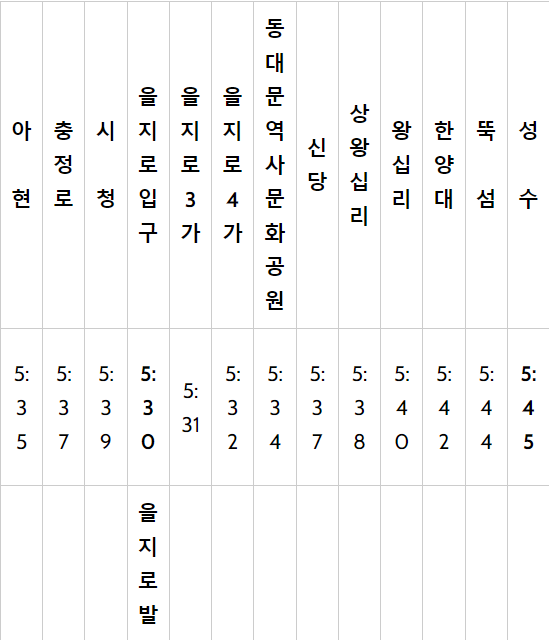 아현 충정로 시청 을지로입구 을지로3가 을지로4가 동대문역사문화공원 신당 상왕십리 왕십리 한양대 뚝섬 성수
5:35 5:37 5:39 5:30 5:31 5:32 5:34 5:37 5:38 5:40 5:42 5:44 5:45
을지로발